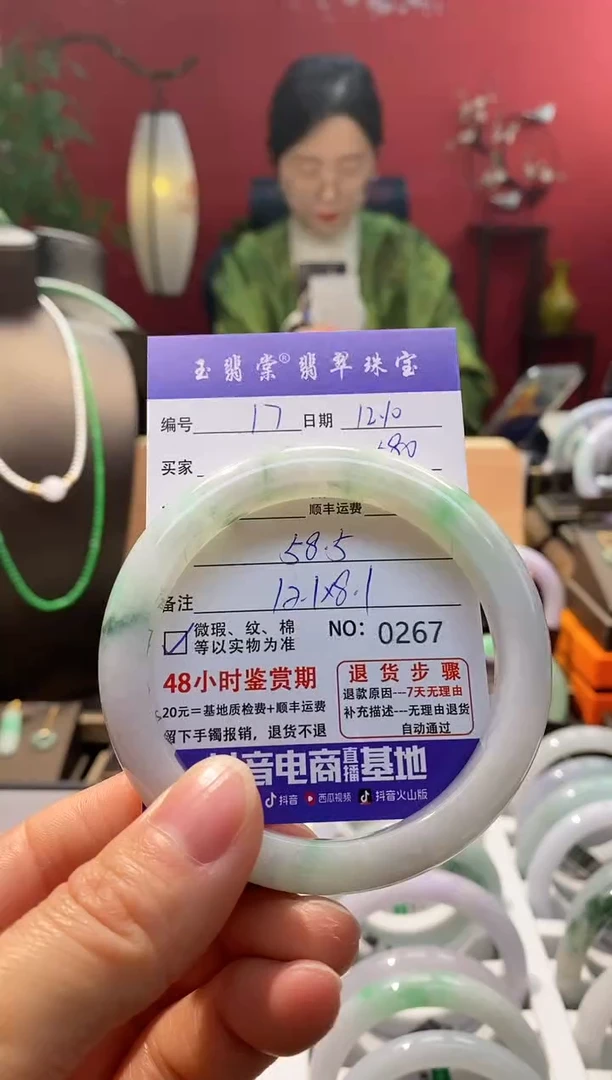 玉翡棠®翡翠珠宝
编号 17 日期 12.10
买家
顺丰运费
58.5
备注 12.1x8.1
微瑕、纹、棉 NO: 0267
等以实物为准
48小时鉴赏期
20元=基地质检费+顺丰运费
留下手镯报销，退货不退
退货步骤
退款原因---7天无理由
补充描述---无理由退货
自动通过
音电商直播基地
抖音 西瓜视频 抖音火山版